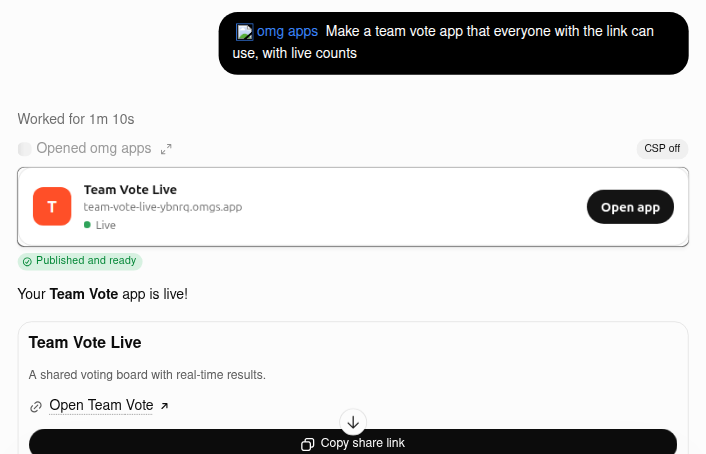 omg apps Make a team vote app that everyone with the link can
use, with live counts
Worked for 1m 10s
Opened omg apps
CSP off
T
Team Vote Live
team-vote-live-ybnrq.omgs.app
Live
Open app
Published and ready
Your Team Vote app is live!
Team Vote Live
A shared voting board with real-time results.
Open Team Vote
Copy share link